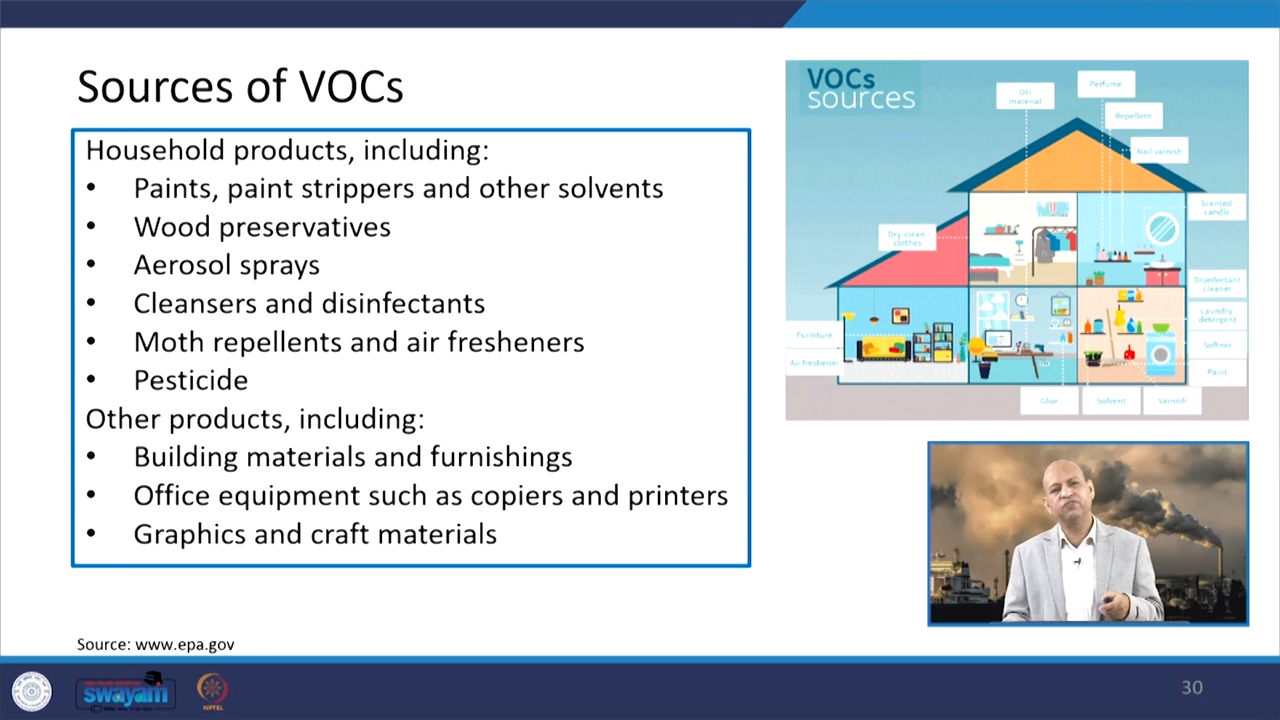 Sources of VOCs
Household products, including:
• Paints, paint strippers and other solvents
• Wood preservatives
• Aerosol sprays
• Cleansers and disinfectants
• Moth repellents and air fresheners
• Pesticide
Other products, including:
• Building materials and furnishings
• Office equipment such as copiers and printers
• Graphics and craft materials
Source: www.epa.gov
VOCs
sources
Perfume
material
Repellent
Nail varnish
Scented
candle
Dry clean
clothes
Disinfectant
cleaner
Laundry
detergent
Furniture
Softner
Air freshener
Paint
Glue
Solvent
Varnish
swayam
NPTEL
30